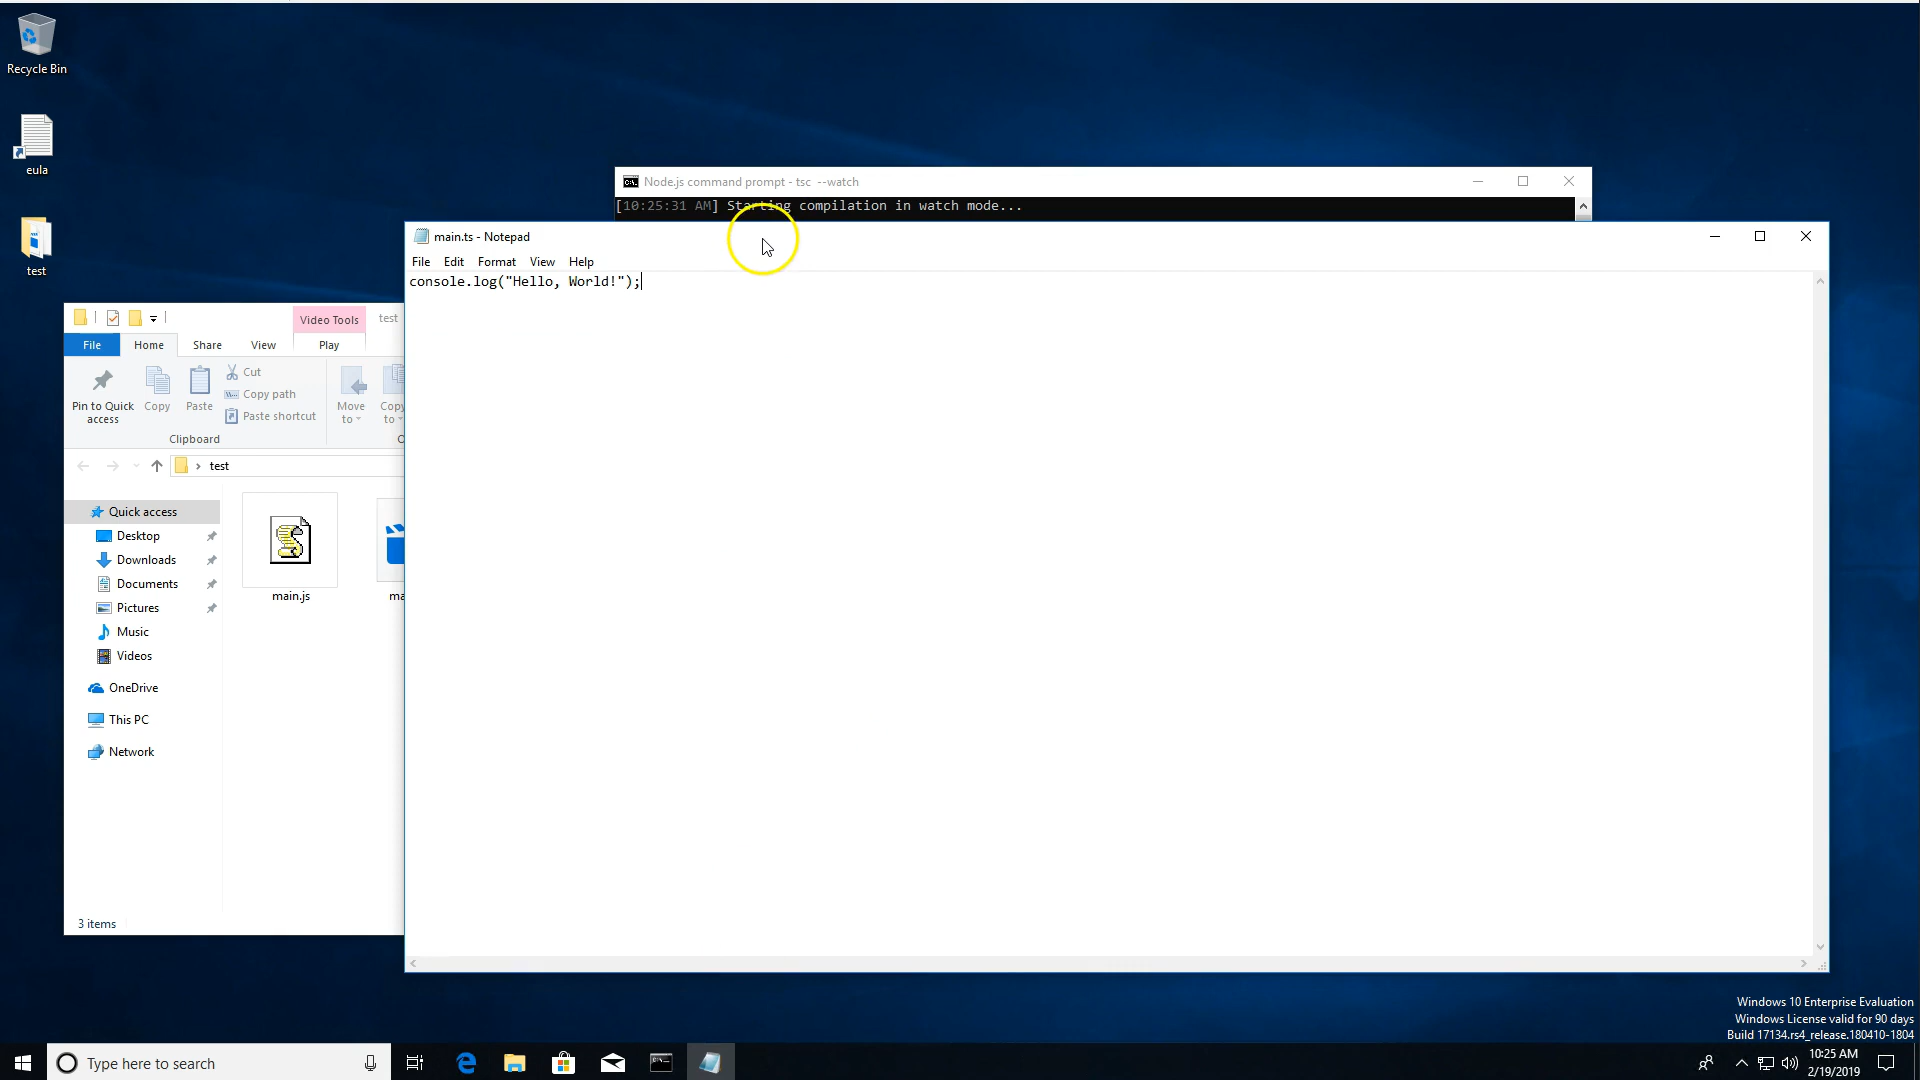 Recycle Bin
eula
test
Node.js command prompt - tsc --watch
[10:25:31 AM] Starting compilation in watch mode...
main.ts - Notepad
File Edit Format View Help
console.log("Hello, World!");
Video Tools test
File Home Share View Play
Pin to Quick access
Copy
Paste
Cut
Copy path
Paste shortcut
Move to
Copy to
Clipboard
test
Quick access
Desktop
Downloads
Documents
Pictures
Music
Videos
OneDrive
This PC
Network
main.js
3 items
Windows 10 Enterprise Evaluation
Windows License valid for 90 days
Build 17134.rs4_release.180410-1804
Type here to search
10:25 AM
2/19/2019